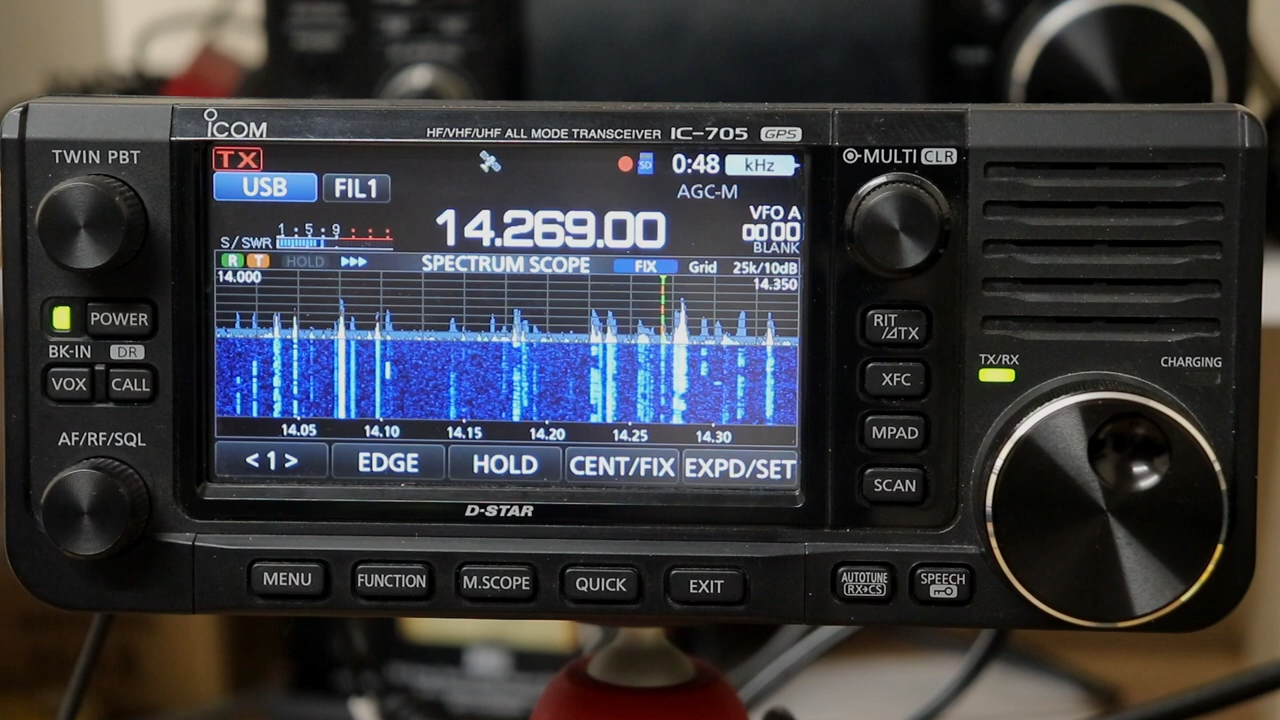 ICOM
HF/VHF/UHF ALL MODE TRANSCEIVER IC-705 GPS
TWIN PBT
MULTI CLR
TX
SD
0:48
kHz
USB
FIL1
AGC-M
14.269.00
VFO A
00 00
BLANK
1 : 5 : 9
S/SWR
R
T
HOLD
SPECTRUM SCOPE
FIX
Grid
25k/10dB
14.000
14.350
14.05
14.10
14.15
14.20
14.25
14.30
< 1 >
EDGE
HOLD
CENT/FIX
EXPD/SET
D-STAR
POWER
BK-IN
DR
VOX
CALL
AF/RF/SQL
RIT
/⊿TX
XFC
MPAD
SCAN
TX/RX
CHARGING
MENU
FUNCTION
M.SCOPE
QUICK
EXIT
AUTOTUNE
RX→CS
SPEECH